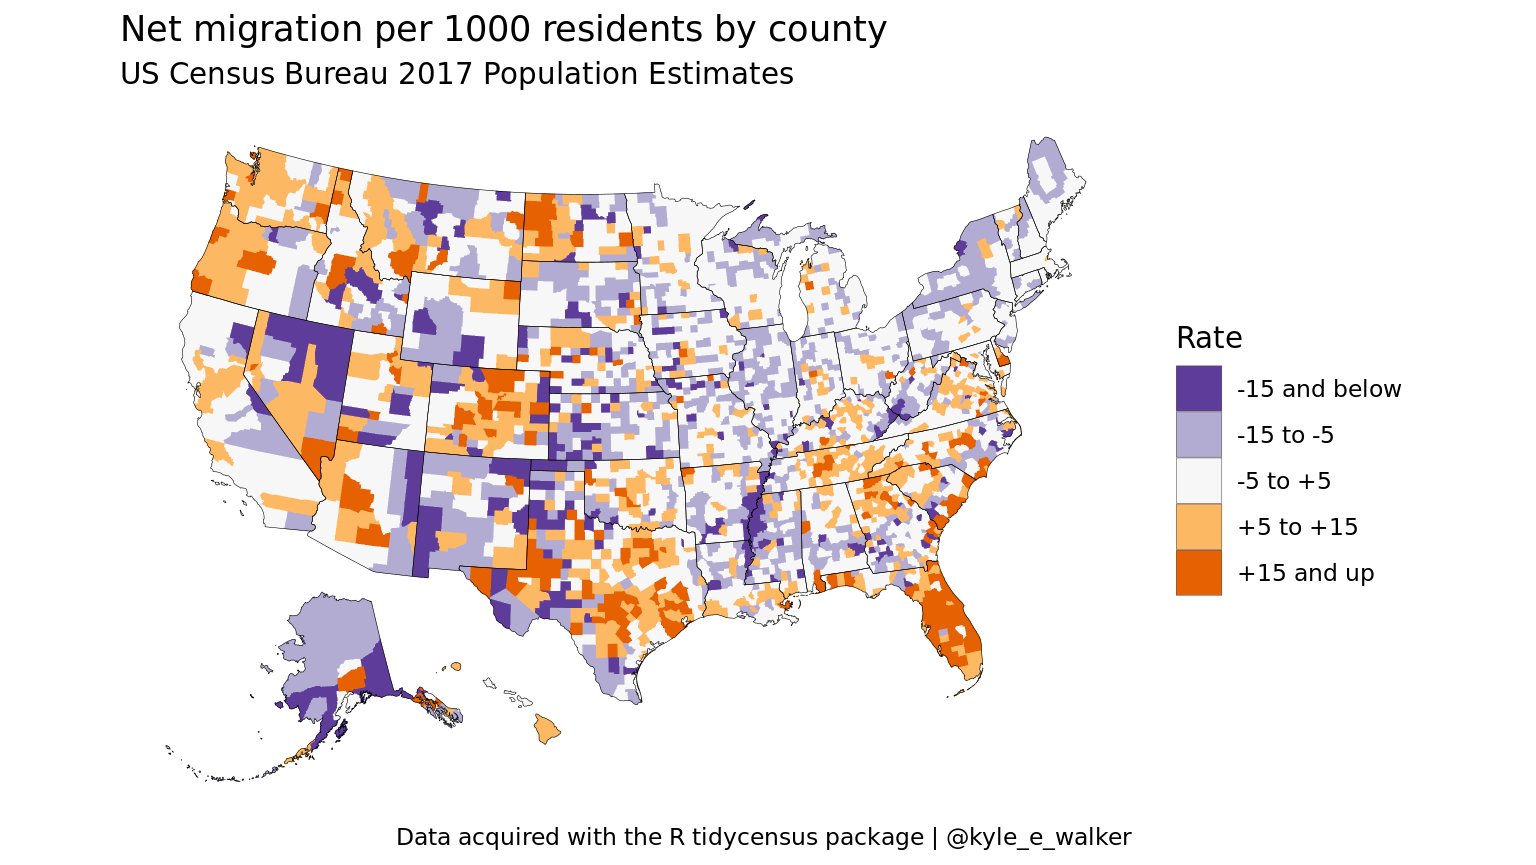 Net migration per 1000 residents by county
US Census Bureau 2017 Population Estimates
Rate
-15 and below
-15 to -5
-5 to +5
+5 to +15
+15 and up
Data acquired with the R tidycensus package | @kyle_e_walker